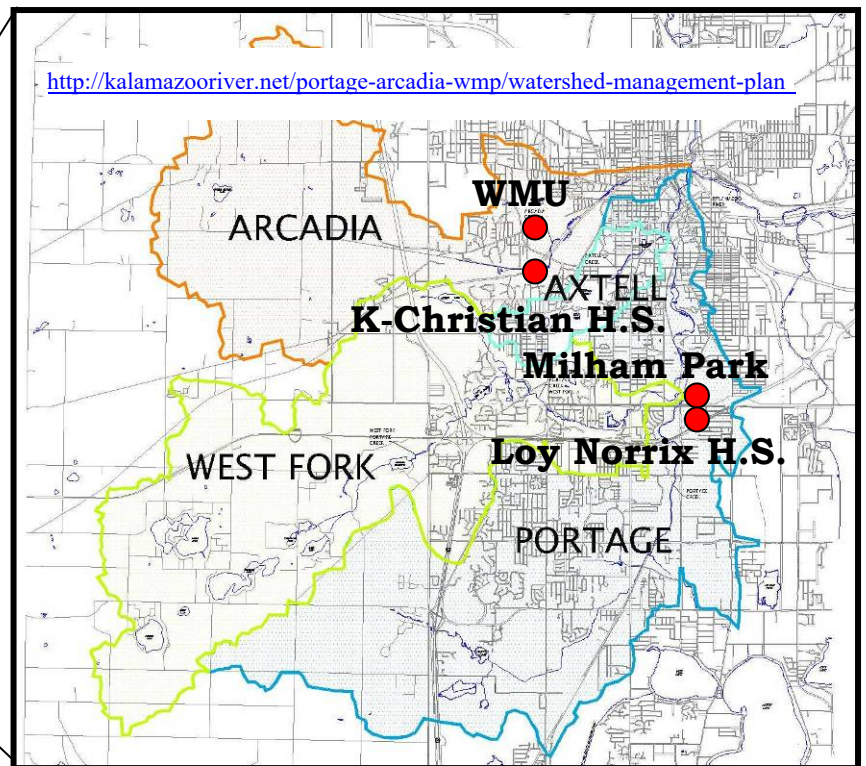 http://kalamazooriver.net/portage-arcadia-wmp/watershed-management-plan
WMU
ARCADIA
AXTELL
K-Christian H.S.
Milham Park
WEST FORK
Loy Norrix H.S.
PORTAGE